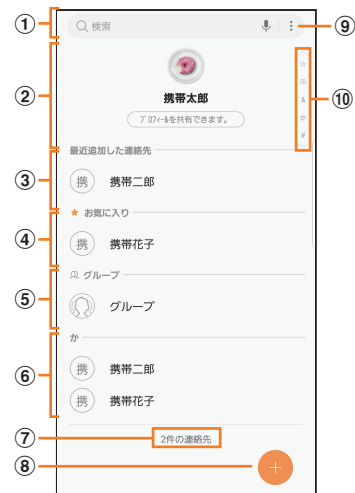 ① 検索 ⑨
② ⑩
携帯太郎
プロフィールを共有できます。
☆
&
か
#
最近追加した連絡先
③ 携 携帯二郎
★ お気に入り
④ 携 携帯花子
グループ
⑤ グループ
か
⑥ 携 携帯二郎
携 携帯花子
⑦ 2件の連絡先
⑧ +